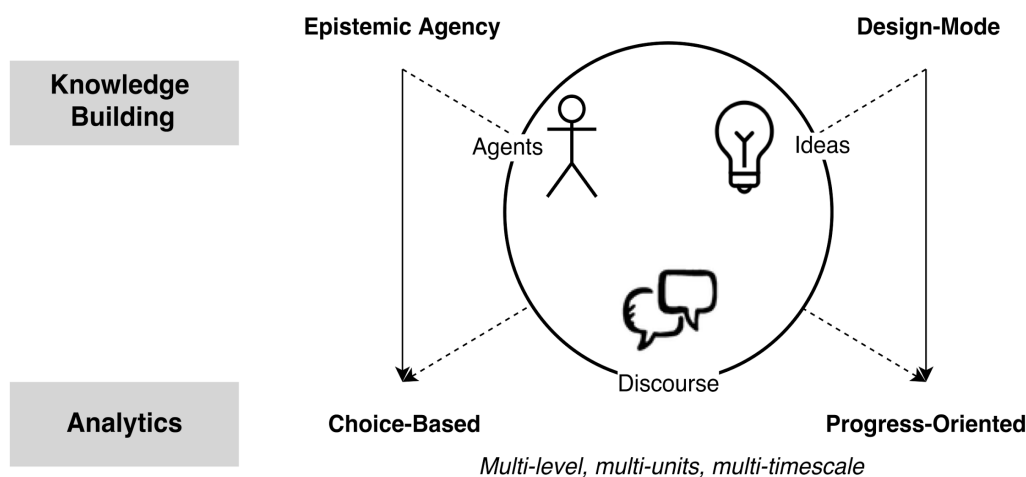 Epistemic Agency
Design-Mode
Knowledge
Building
Agents
Ideas
Discourse
Analytics
Choice-Based
Progress-Oriented
Multi-level, multi-units, multi-timescale